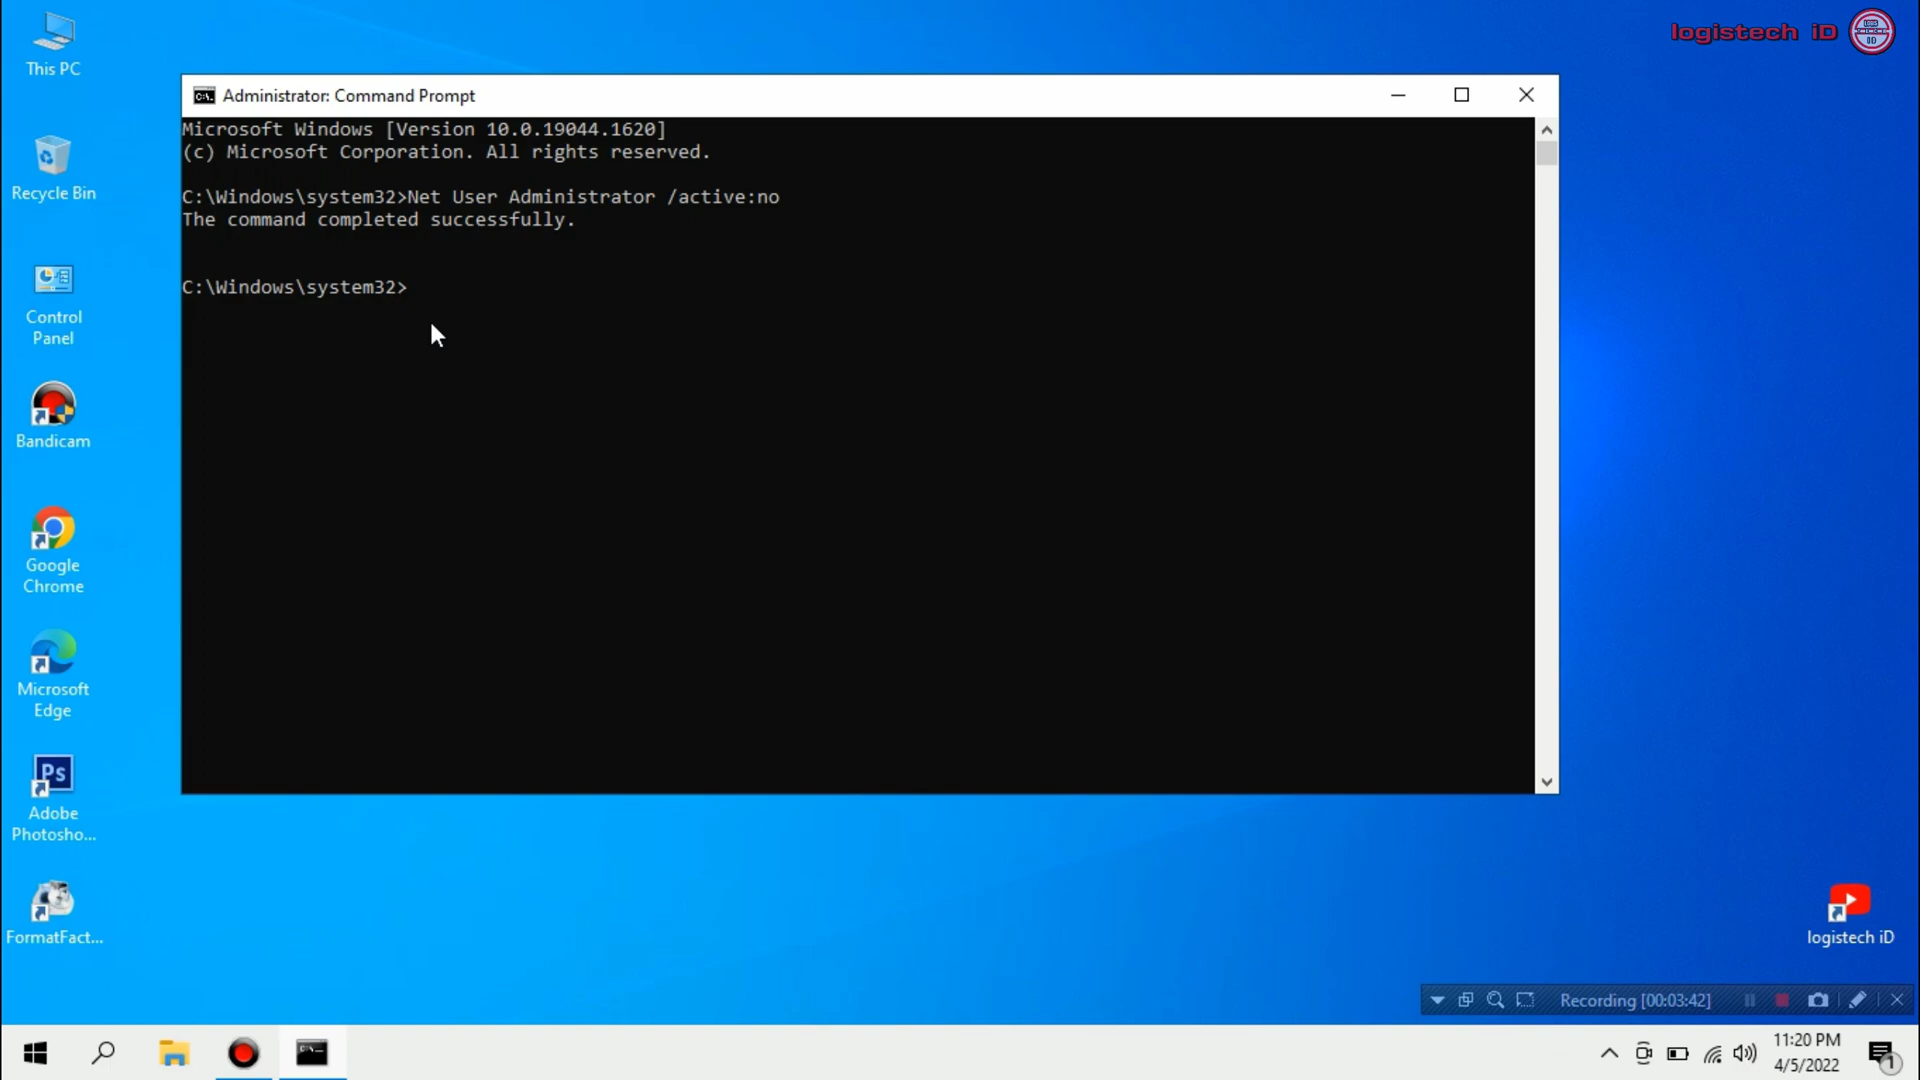 This PC
Recycle Bin
Control
Panel
Bandicam
Google
Chrome
Microsoft
Edge
Ps
Adobe
Photosho...
FormatFact...
logistech iD
Administrator: Command Prompt
Microsoft Windows [Version 10.0.19044.1620]
(c) Microsoft Corporation. All rights reserved.
C:\Windows\system32>Net User Administrator /active:no
The command completed successfully.
C:\Windows\system32>
logistech iD
Recording [00:03:42]
11:20 PM
4/5/2022
1